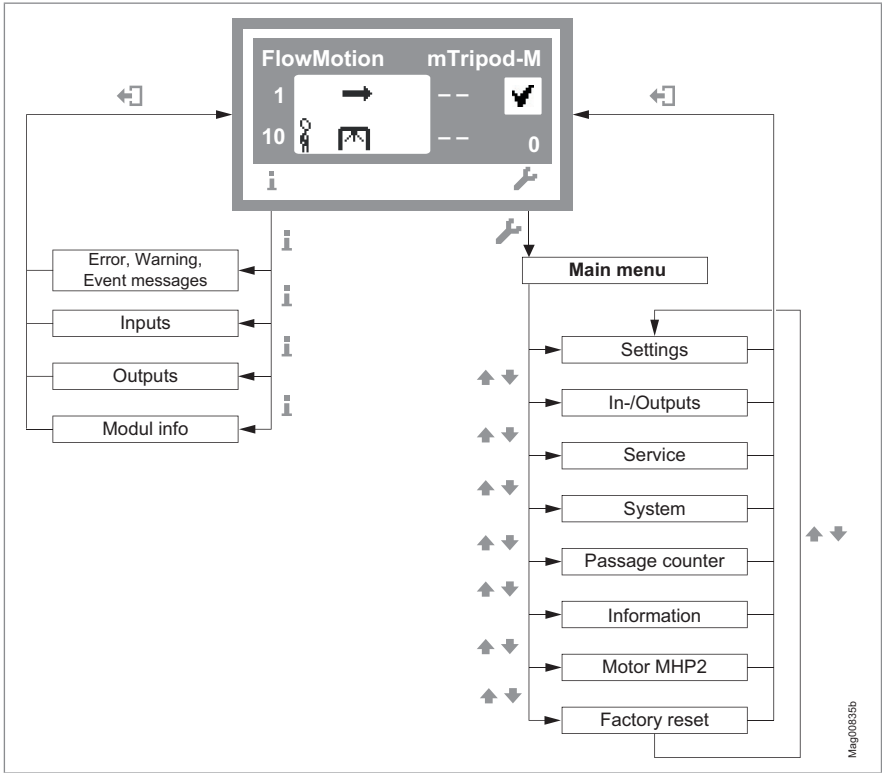 FlowMotion mTripod-M
1 – –
10 – – 0
i
i
Error, Warning,
Event messages
i
Inputs
i
Outputs
i
Modul info
Main menu
Settings
In-/Outputs
Service
System
Passage counter
Information
Motor MHP2
Factory reset
Mag00835b